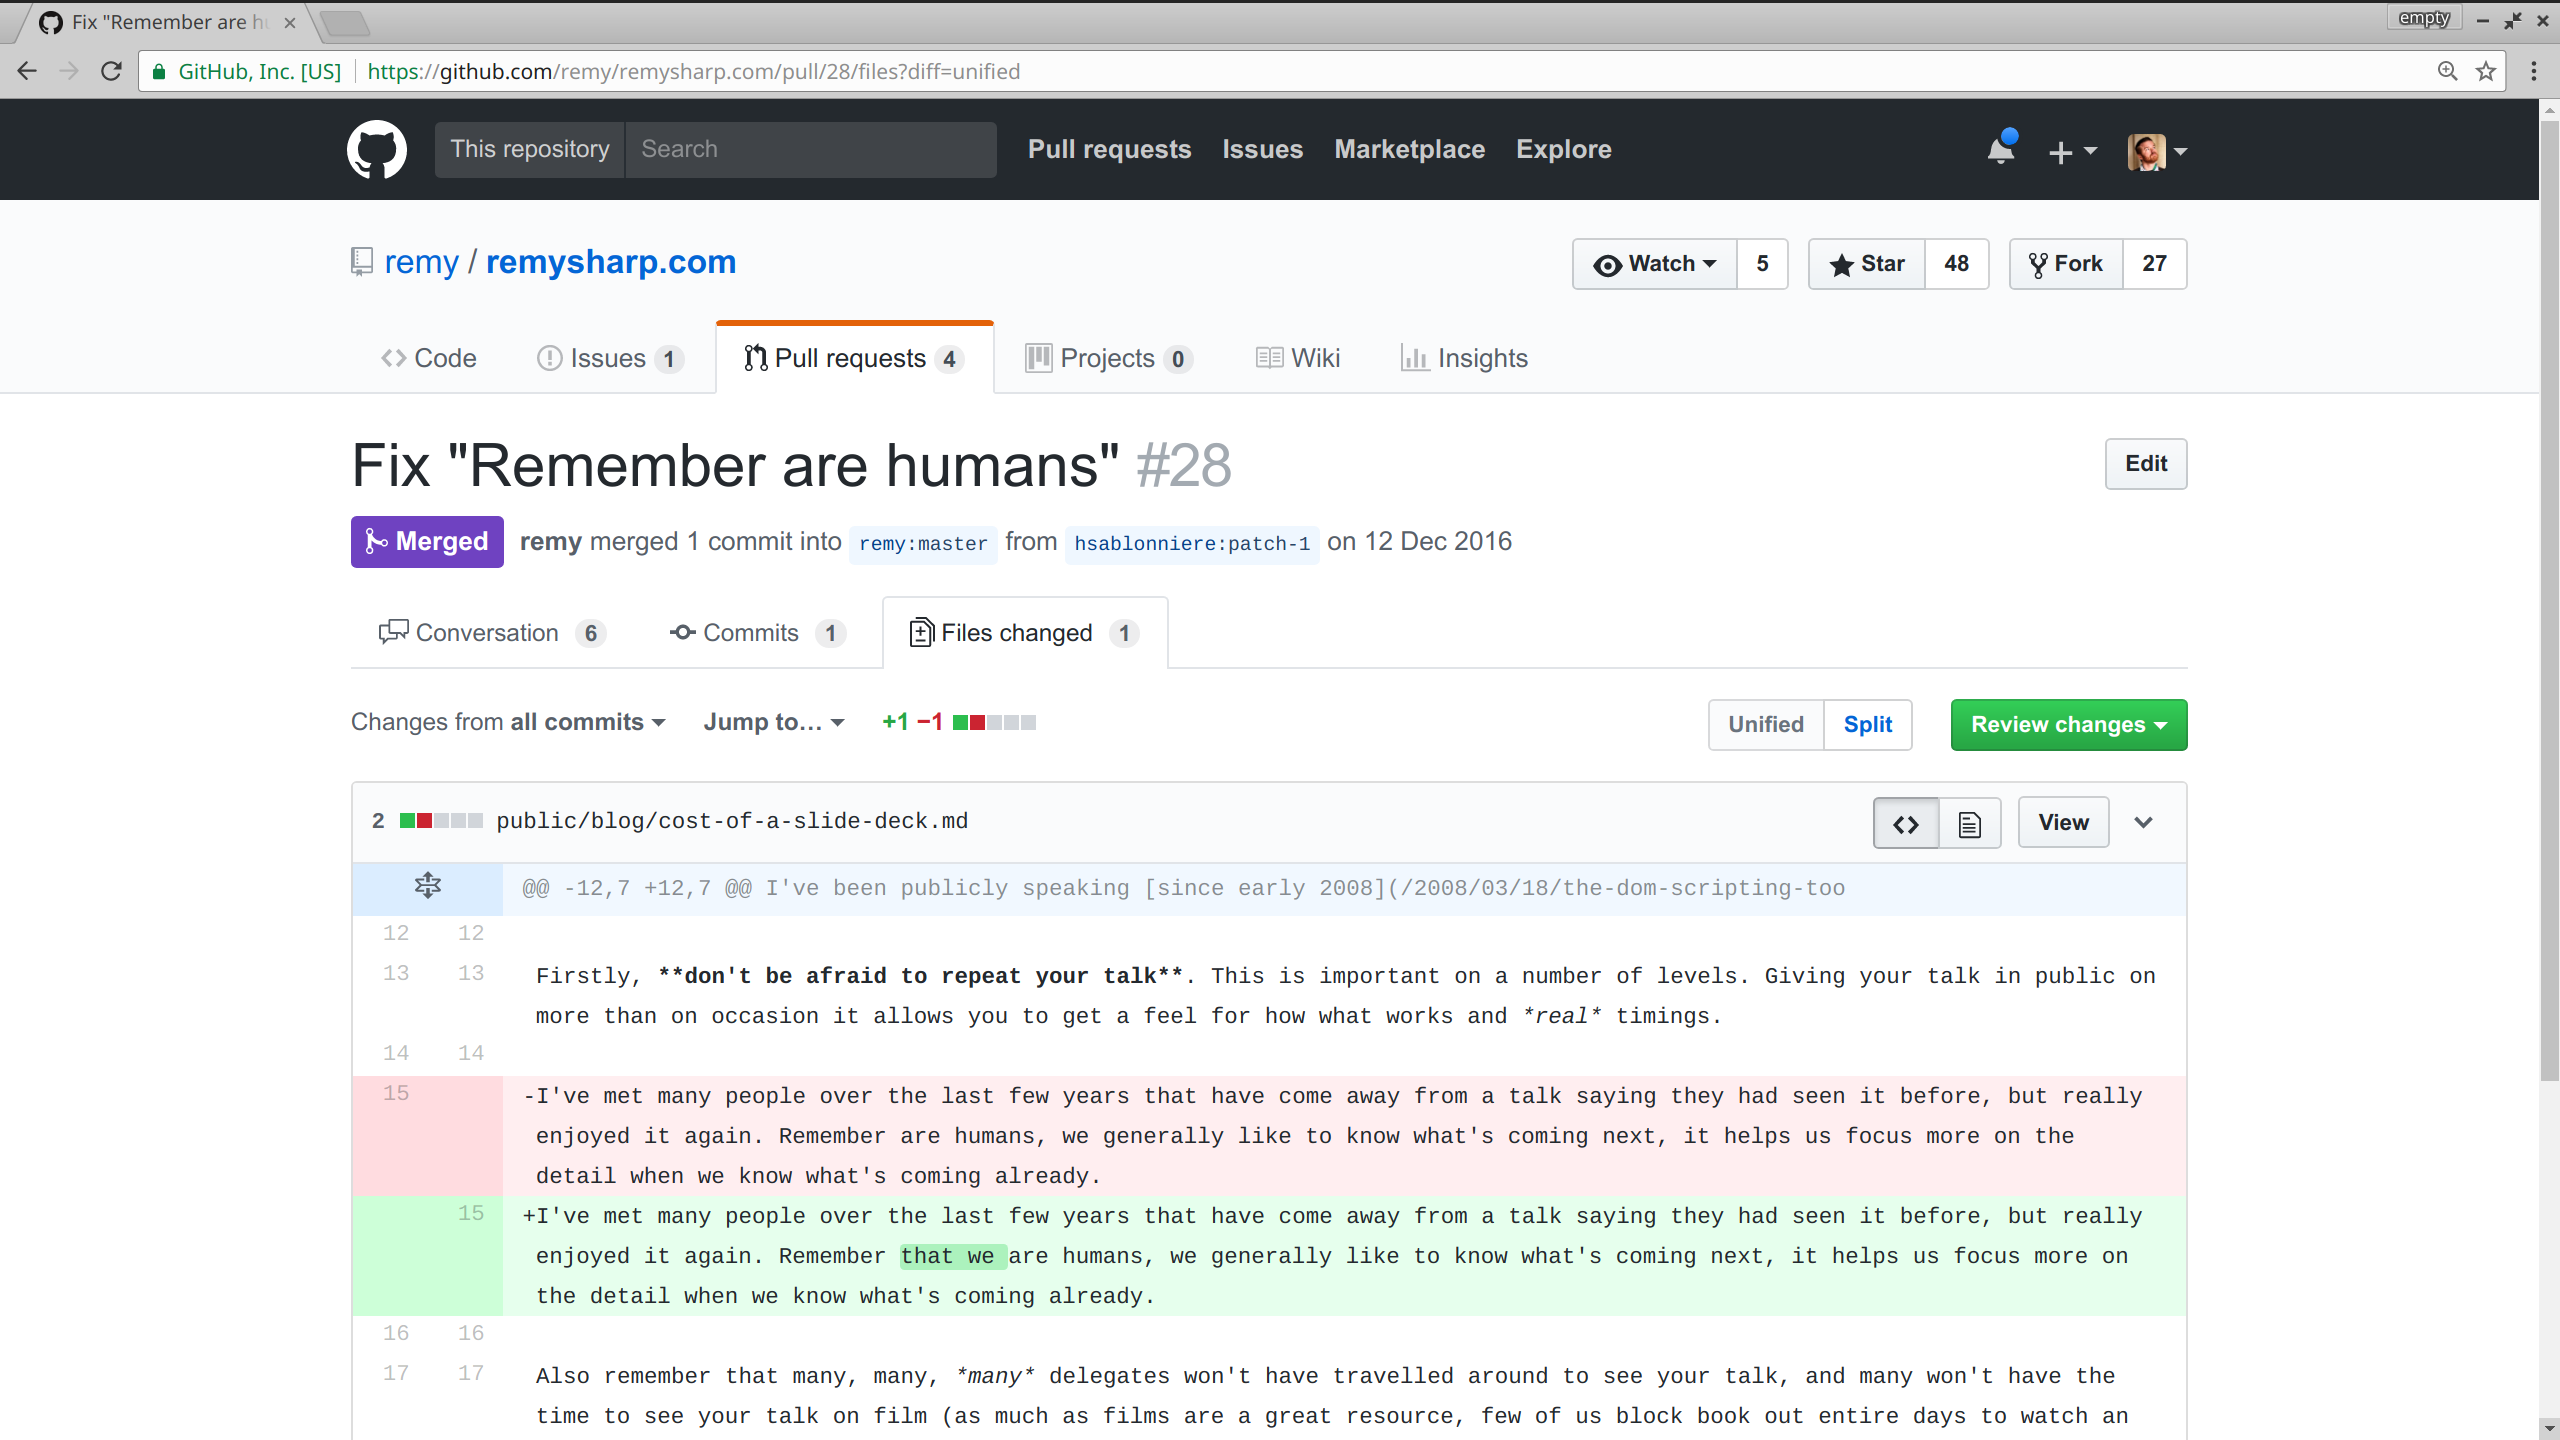 Fix "Remember are hu
empty
GitHub, Inc. [US] https://github.com/remy/remysharp.com/pull/28/files?diff=unified
This repository Search Pull requests Issues Marketplace Explore
remy / remysharp.com Watch 5 Star 48 Fork 27
Code Issues 1 Pull requests 4 Projects 0 Wiki Insights
Fix "Remember are humans" #28 Edit
Merged remy merged 1 commit into remy:master from hsablonniere:patch-1 on 12 Dec 2016
Conversation 6 Commits 1 Files changed 1
Changes from all commits Jump to… +1 −1 Unified Split Review changes
2 public/blog/cost-of-a-slide-deck.md View
@@ -12,7 +12,7 @@ I've been publicly speaking [since early 2008](/2008/03/18/the-dom-scripting-too
12 12
13 13 Firstly, **don't be afraid to repeat your talk**. This is important on a number of levels. Giving your talk in public on
more than on occasion it allows you to get a feel for how what works and *real* timings.
14 14
15 -I've met many people over the last few years that have come away from a talk saying they had seen it before, but really
enjoyed it again. Remember are humans, we generally like to know what's coming next, it helps us focus more on the
detail when we know what's coming already.
15 +I've met many people over the last few years that have come away from a talk saying they had seen it before, but really
enjoyed it again. Remember that we are humans, we generally like to know what's coming next, it helps us focus more on
the detail when we know what's coming already.
16 16
17 17 Also remember that many, many, *many* delegates won't have travelled around to see your talk, and many won't have the
time to see your talk on film (as much as films are a great resource, few of us block book out entire days to watch an